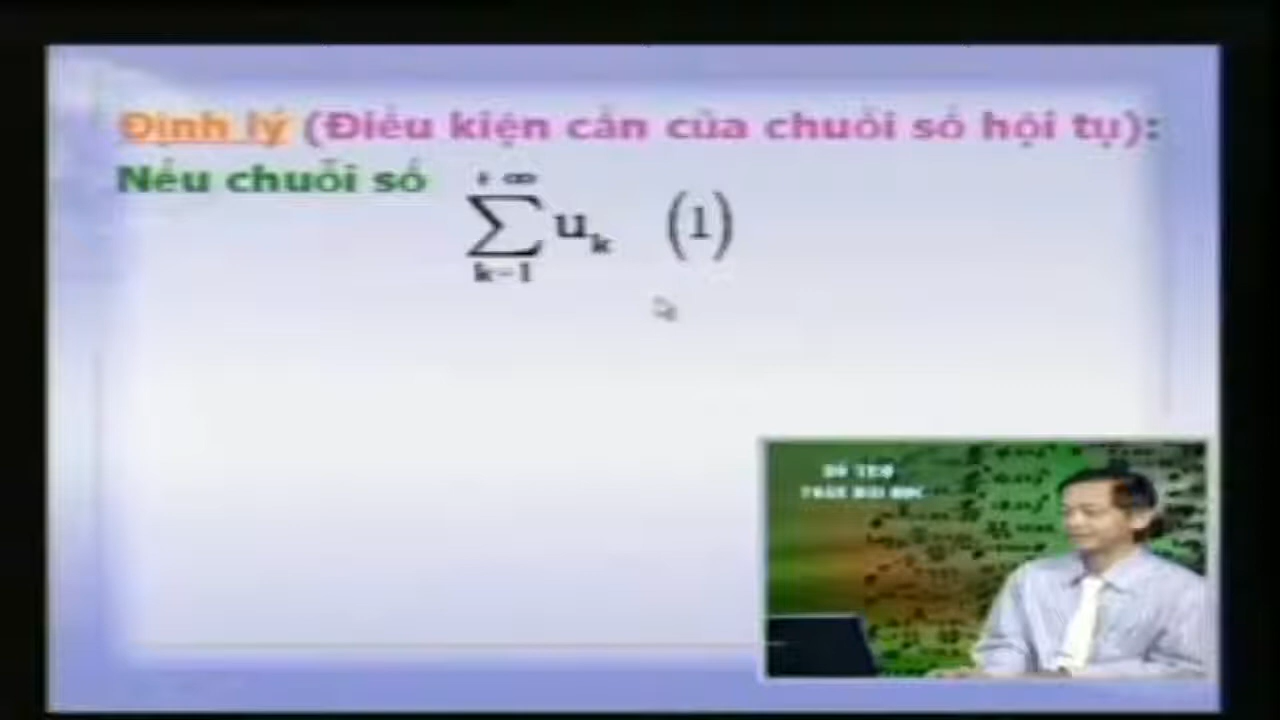 Định lý (Điều kiện cần của chuỗi số hội tụ):
Nếu chuỗi số
+∞
∑ u_k (1)
k=1